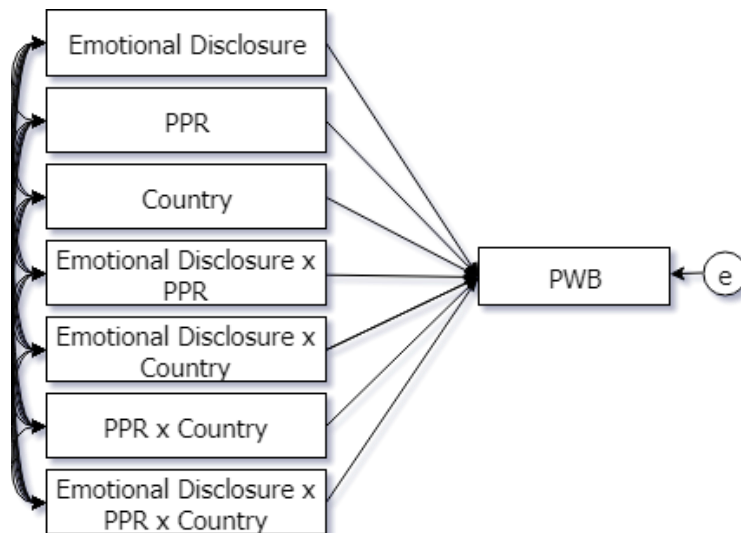 Emotional Disclosure
PPR
Country
Emotional Disclosure x
PPR
Emotional Disclosure x
Country
PPR x Country
Emotional Disclosure x
PPR x Country
PWB
e